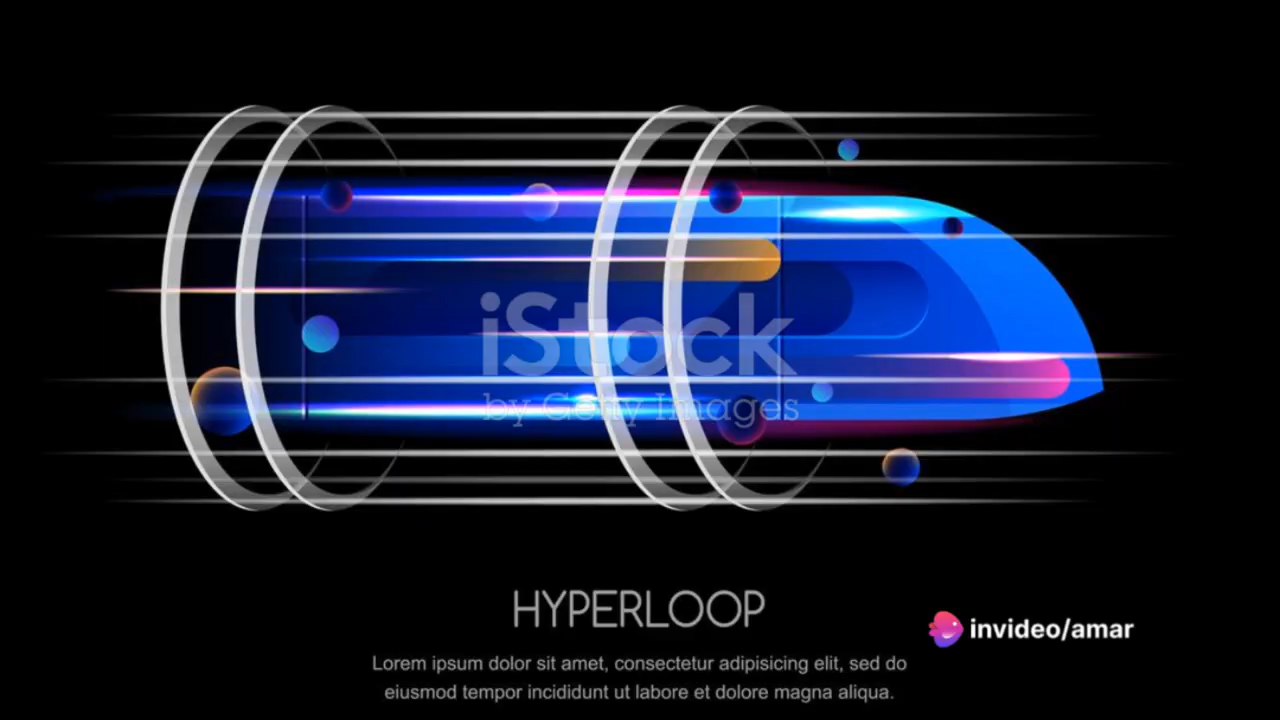 iStock
by Getty Images
HYPERLOOP
invideo/amar
Lorem ipsum dolor sit amet, consectetur adipisicing elit, sed do
eiusmod tempor incididunt ut labore et dolore magna aliqua.